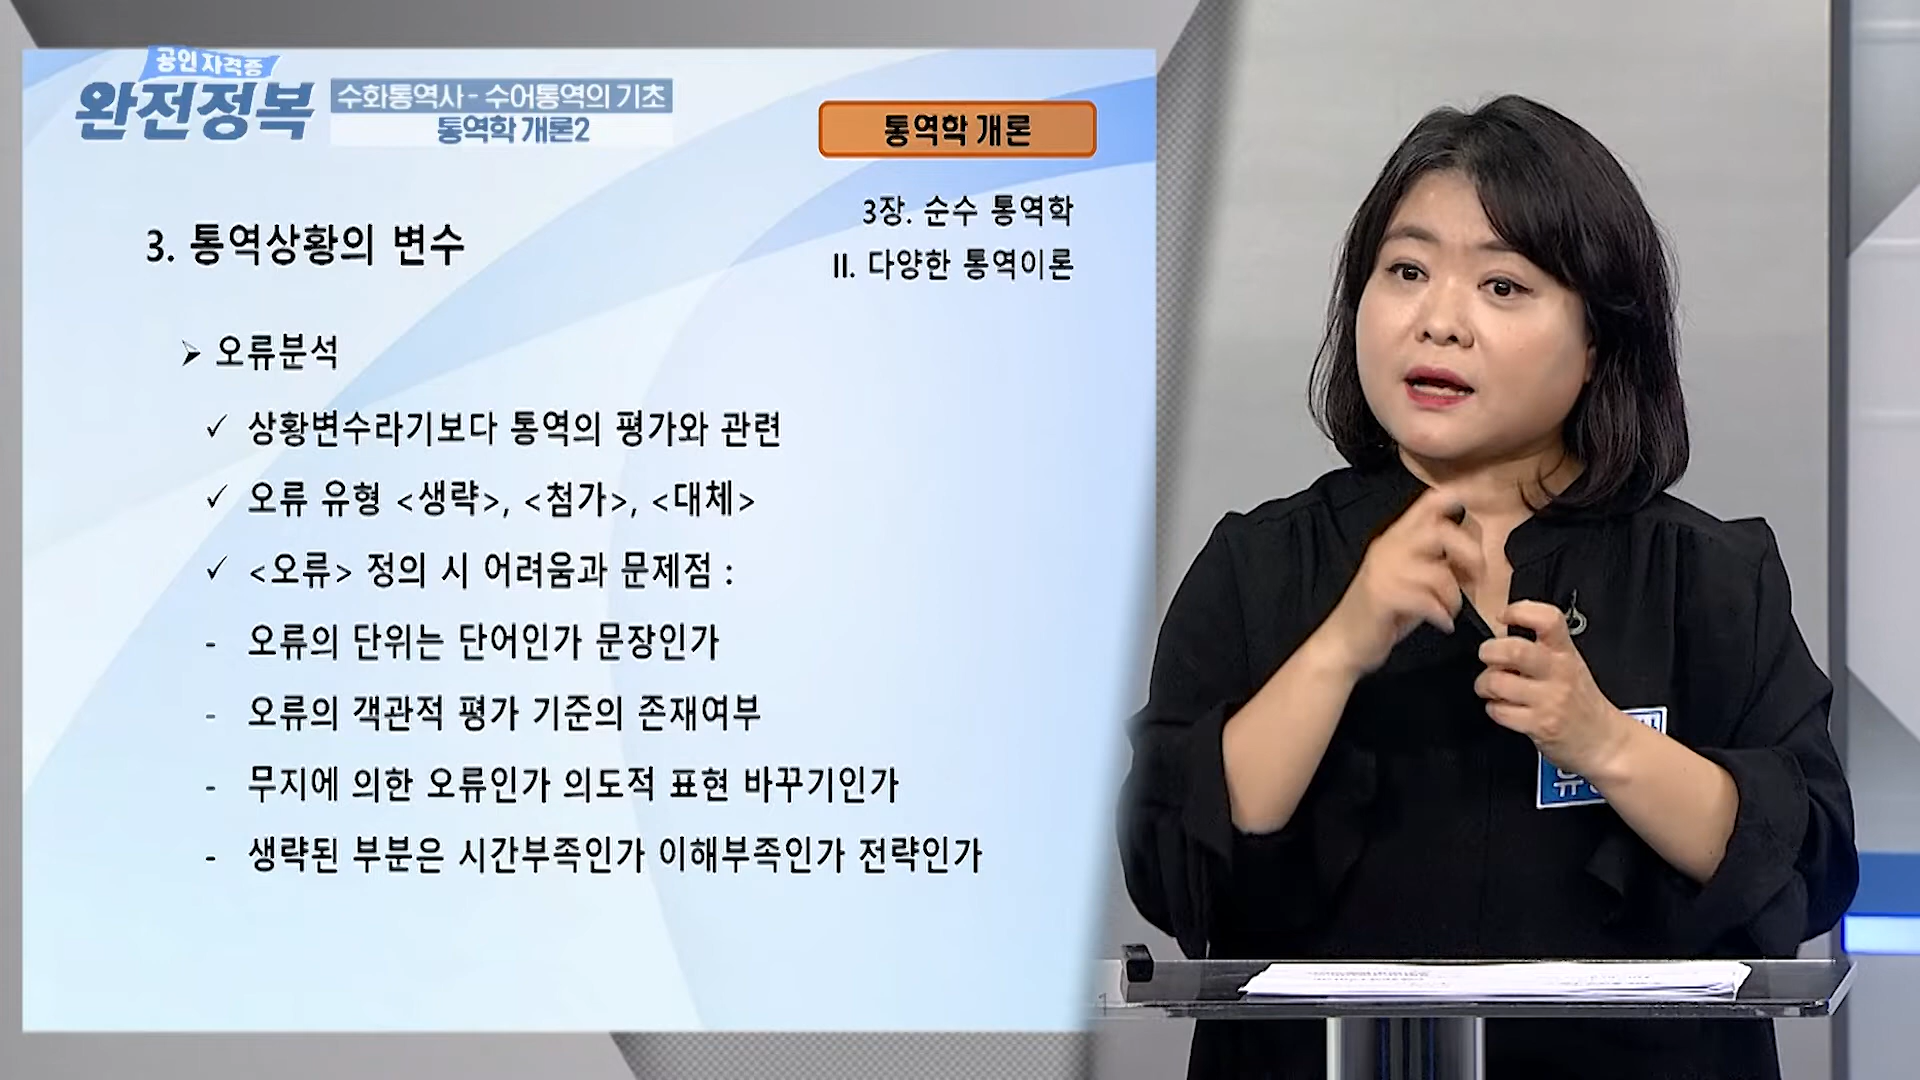 공인 자격증
완전정복
수화통역사 - 수어통역의 기초
통역학 개론2
통역학 개론
3장. 순수 통역학
II. 다양한 통역이론
3. 통역상황의 변수
➢ 오류분석
✓ 상황변수라기보다 통역의 평가와 관련
✓ 오류 유형 <생략>, <첨가>, <대체>
✓ <오류> 정의 시 어려움과 문제점 :
- 오류의 단위는 단어인가 문장인가
- 오류의 객관적 평가 기준의 존재여부
- 무지에 의한 오류인가 의도적 표현 바꾸기인가
- 생략된 부분은 시간부족인가 이해부족인가 전략인가